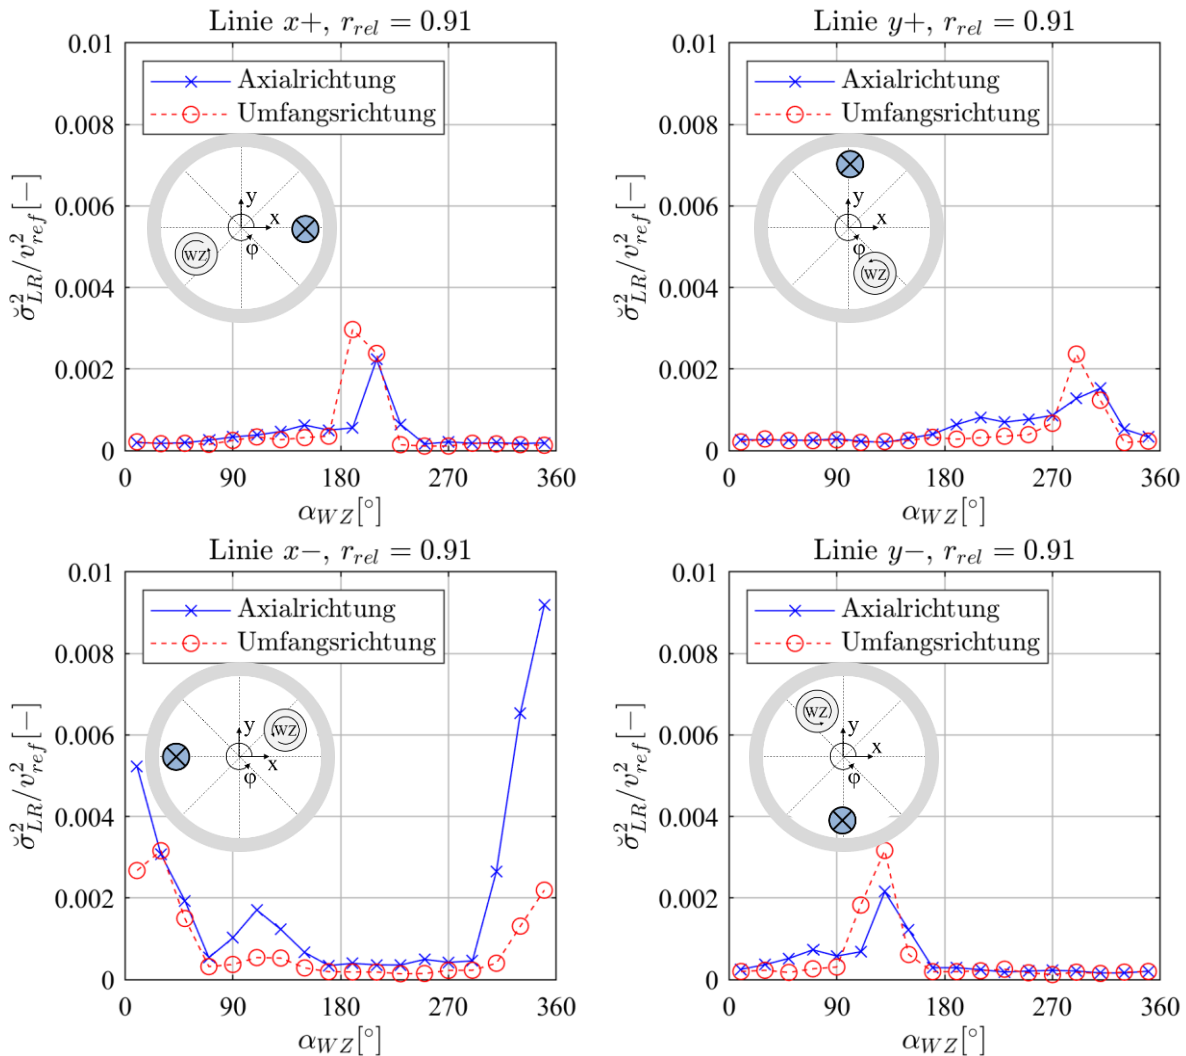 Linie x+, r_rel = 0.91
0.01
0.008
0.006
0.004
0.002
0
σ̆²_LR/v²_ref[−]
Axialrichtung
Umfangsrichtung
y
x
φ
WZ
0 90 180 270 360
α_WZ[°]
Linie y+, r_rel = 0.91
0.01
0.008
0.006
0.004
0.002
0
σ̆²_LR/v²_ref[−]
Axialrichtung
Umfangsrichtung
y
x
φ
WZ
0 90 180 270 360
α_WZ[°]
Linie x−, r_rel = 0.91
0.01
0.008
0.006
0.004
0.002
0
σ̆²_LR/v²_ref[−]
Axialrichtung
Umfangsrichtung
WZ
y
x
φ
0 90 180 270 360
α_WZ[°]
Linie y−, r_rel = 0.91
0.01
0.008
0.006
0.004
0.002
0
σ̆²_LR/v²_ref[−]
Axialrichtung
Umfangsrichtung
WZ
y
x
φ
0 90 180 270 360
α_WZ[°]